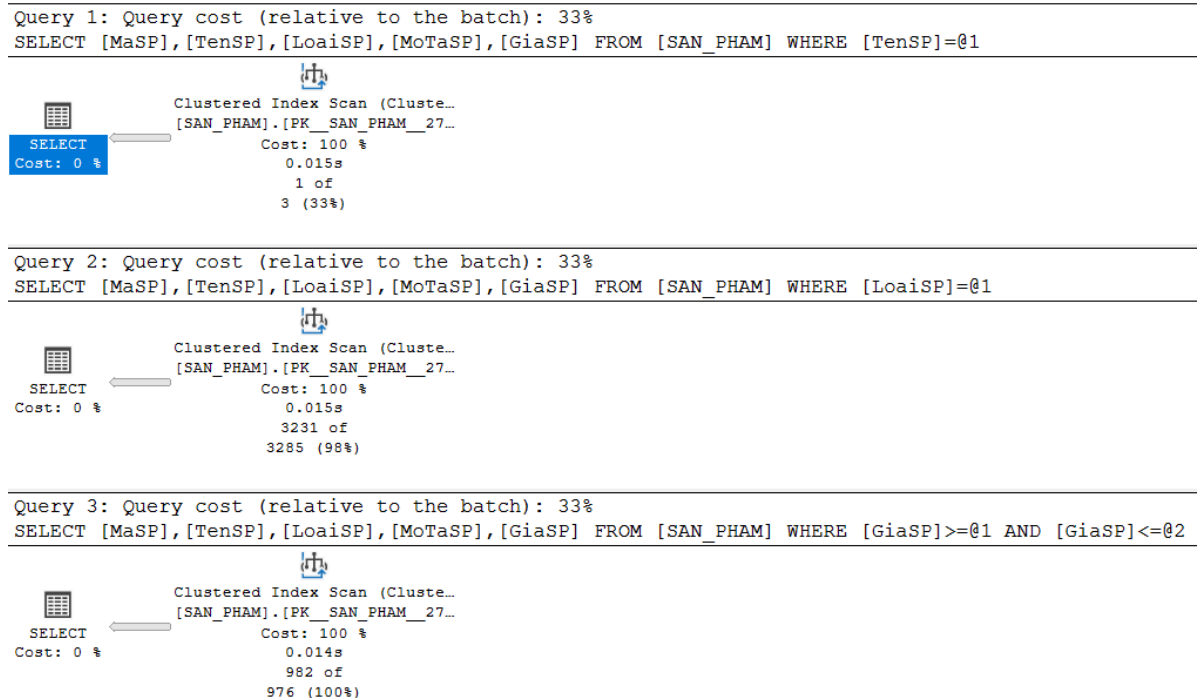 Query 1: Query cost (relative to the batch): 33%
SELECT [MaSP],[TenSP],[LoaiSP],[MoTaSP],[GiaSP] FROM [SAN_PHAM] WHERE [TenSP]=@1
Clustered Index Scan (Cluste…
[SAN_PHAM].[PK__SAN_PHAM__27…
Cost: 100 %
0.015s
1 of
3 (33%)
SELECT
Cost: 0 %
Query 2: Query cost (relative to the batch): 33%
SELECT [MaSP],[TenSP],[LoaiSP],[MoTaSP],[GiaSP] FROM [SAN_PHAM] WHERE [LoaiSP]=@1
Clustered Index Scan (Cluste…
[SAN_PHAM].[PK__SAN_PHAM__27…
Cost: 100 %
0.015s
3231 of
3285 (98%)
SELECT
Cost: 0 %
Query 3: Query cost (relative to the batch): 33%
SELECT [MaSP],[TenSP],[LoaiSP],[MoTaSP],[GiaSP] FROM [SAN_PHAM] WHERE [GiaSP]>=@1 AND [GiaSP]<=@2
Clustered Index Scan (Cluste…
[SAN_PHAM].[PK__SAN_PHAM__27…
Cost: 100 %
0.014s
982 of
976 (100%)
SELECT
Cost: 0 %